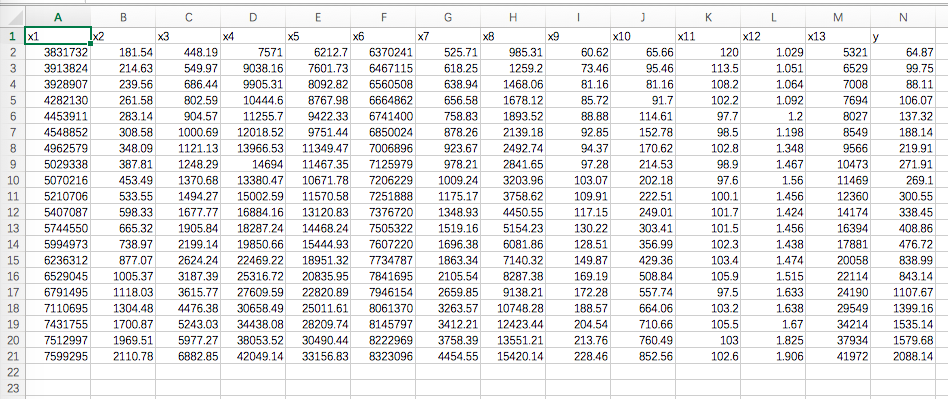 A B C D E F G H I J K L M N
1 x1 x2 x3 x4 x5 x6 x7 x8 x9 x10 x11 x12 x13 y
2 3831732 181.54 448.19 7571 6212.7 6370241 525.71 985.31 60.62 65.66 120 1.029 5321 64.87
3 3913824 214.63 549.97 9038.16 7601.73 6467115 618.25 1259.2 73.46 95.46 113.5 1.051 6529 99.75
4 3928907 239.56 686.44 9905.31 8092.82 6560508 638.94 1468.06 81.16 81.16 108.2 1.064 7008 88.11
5 4282130 261.58 802.59 10444.6 8767.98 6664862 656.58 1678.12 85.72 91.7 102.2 1.092 7694 106.07
6 4453911 283.14 904.57 11255.7 9422.33 6741400 758.83 1893.52 88.88 114.61 97.7 1.2 8027 137.32
7 4548852 308.58 1000.69 12018.52 9751.44 6850024 878.26 2139.18 92.85 152.78 98.5 1.198 8549 188.14
8 4962579 348.09 1121.13 13966.53 11349.47 7006896 923.67 2492.74 94.37 170.62 102.8 1.348 9566 219.91
9 5029338 387.81 1248.29 14694 11467.35 7125979 978.21 2841.65 97.28 214.53 98.9 1.467 10473 271.91
10 5070216 453.49 1370.68 13380.47 10671.78 7206229 1009.24 3203.96 103.07 202.18 97.6 1.56 11469 269.1
11 5210706 533.55 1494.27 15002.59 11570.58 7251888 1175.17 3758.62 109.91 222.51 100.1 1.456 12360 300.55
12 5407087 598.33 1677.77 16884.16 13120.83 7376720 1348.93 4450.55 117.15 249.01 101.7 1.424 14174 338.45
13 5744550 665.32 1905.84 18287.24 14468.24 7505322 1519.16 5154.23 130.22 303.41 101.5 1.456 16394 408.86
14 5994973 738.97 2199.14 19850.66 15444.93 7607220 1696.38 6081.86 128.51 356.99 102.3 1.438 17881 476.72
15 6236312 877.07 2624.24 22469.22 18951.32 7734787 1863.34 7140.32 149.87 429.36 103.4 1.474 20058 838.99
16 6529045 1005.37 3187.39 25316.72 20835.95 7841695 2105.54 8287.38 169.19 508.84 105.9 1.515 22114 843.14
17 6791495 1118.03 3615.77 27609.59 22820.89 7946154 2659.85 9138.21 172.28 557.74 97.5 1.633 24190 1107.67
18 7110695 1304.48 4476.38 30658.49 25011.61 8061370 3263.57 10748.28 188.57 664.06 103.2 1.638 29549 1399.16
19 7431755 1700.87 5243.03 34438.08 28209.74 8145797 3412.21 12423.44 204.54 710.66 105.5 1.67 34214 1535.14
20 7512997 1969.51 5977.27 38053.52 30490.44 8222969 3758.39 13551.21 213.76 760.49 103 1.825 37934 1579.68
21 7599295 2110.78 6882.85 42049.14 33156.83 8323096 4454.55 15420.14 228.46 852.56 102.6 1.906 41972 2088.14
22
23